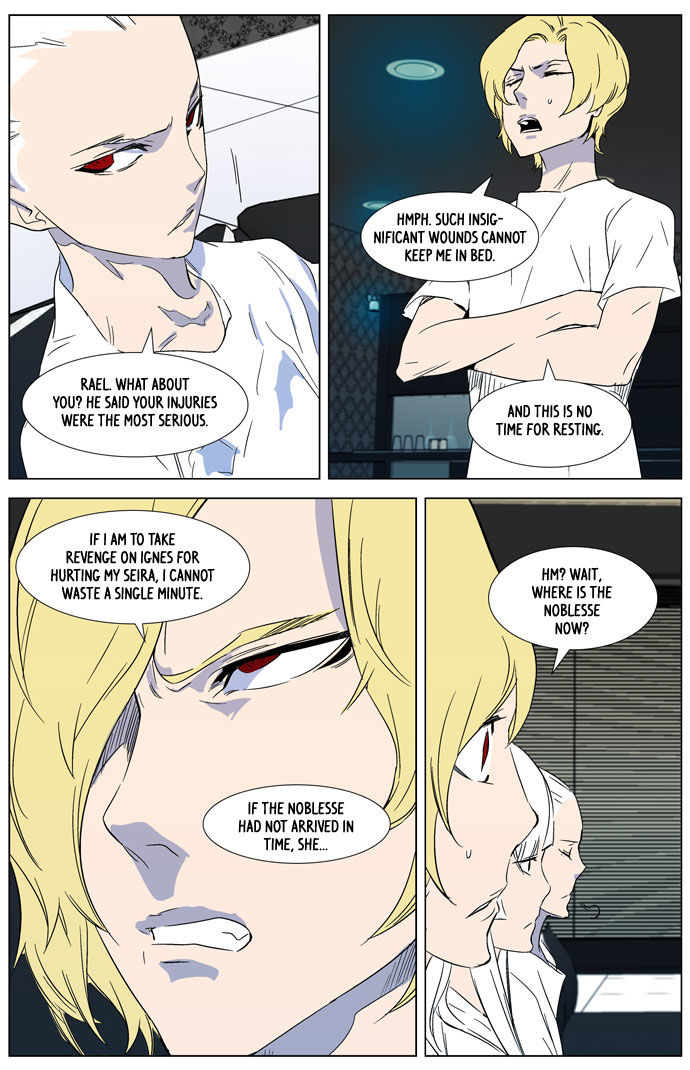 RAEL. WHAT ABOUT
YOU? HE SAID YOUR INJURIES
WERE THE MOST SERIOUS.
HMPH. SUCH INSIG-
NIFICANT WOUNDS CANNOT
KEEP ME IN BED.
AND THIS IS NO
TIME FOR RESTING.
IF I AM TO TAKE
REVENGE ON IGNES FOR
HURTING MY SEIRA, I CANNOT
WASTE A SINGLE MINUTE.
IF THE NOBLESSE
HAD NOT ARRIVED IN
TIME, SHE...
HM? WAIT,
WHERE IS THE
NOBLESSE
NOW?